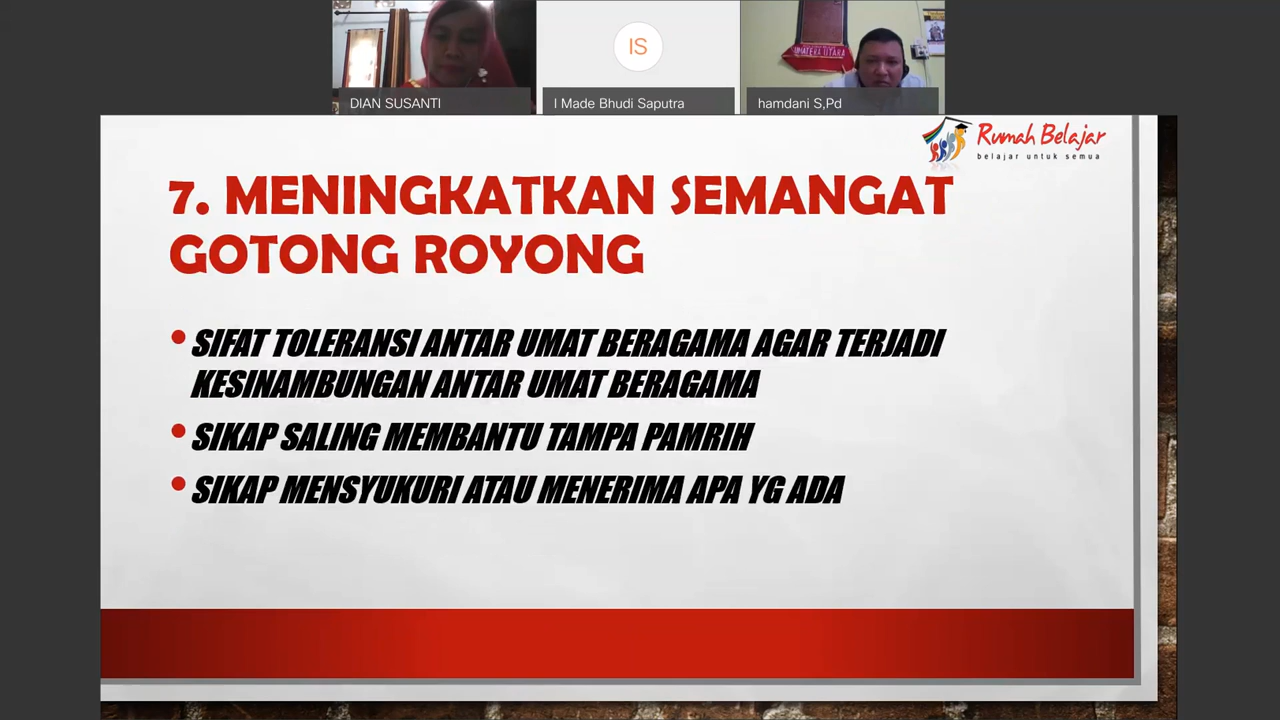 IS
DIAN SUSANTI
I Made Bhudi Saputra
hamdani S,Pd
UMATERA UTARA
Rumah Belajar
belajar untuk semua
7. MENINGKATKAN SEMANGAT
GOTONG ROYONG
• SIFAT TOLERANSI ANTAR UMAT BERAGAMA AGAR TERJADI
KESINAMBUNGAN ANTAR UMAT BERAGAMA
• SIKAP SALING MEMBANTU TAMPA PAMRIH
• SIKAP MENSYUKURI ATAU MENERIMA APA YG ADA